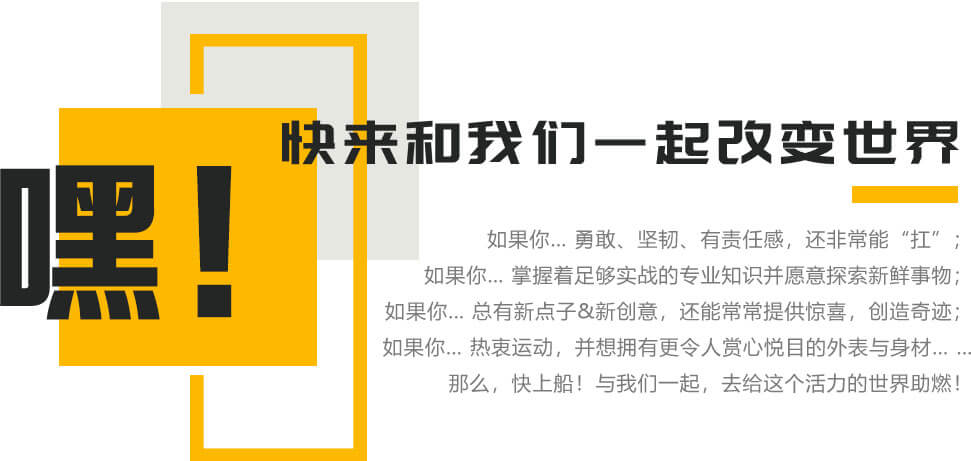 嘿!
快来和我们一起改变世界
如果你... 勇敢、坚韧、有责任感，还非常能“扛”；
如果你... 掌握着足够实战的专业知识并愿意探索新鲜事物；
如果你... 总有新点子&新创意，还能常常提供惊喜，创造奇迹；
如果你... 热衷运动，并想拥有更令人赏心悦目的外表与身材... ...
那么，快上船！与我们一起，去给这个活力的世界助燃！